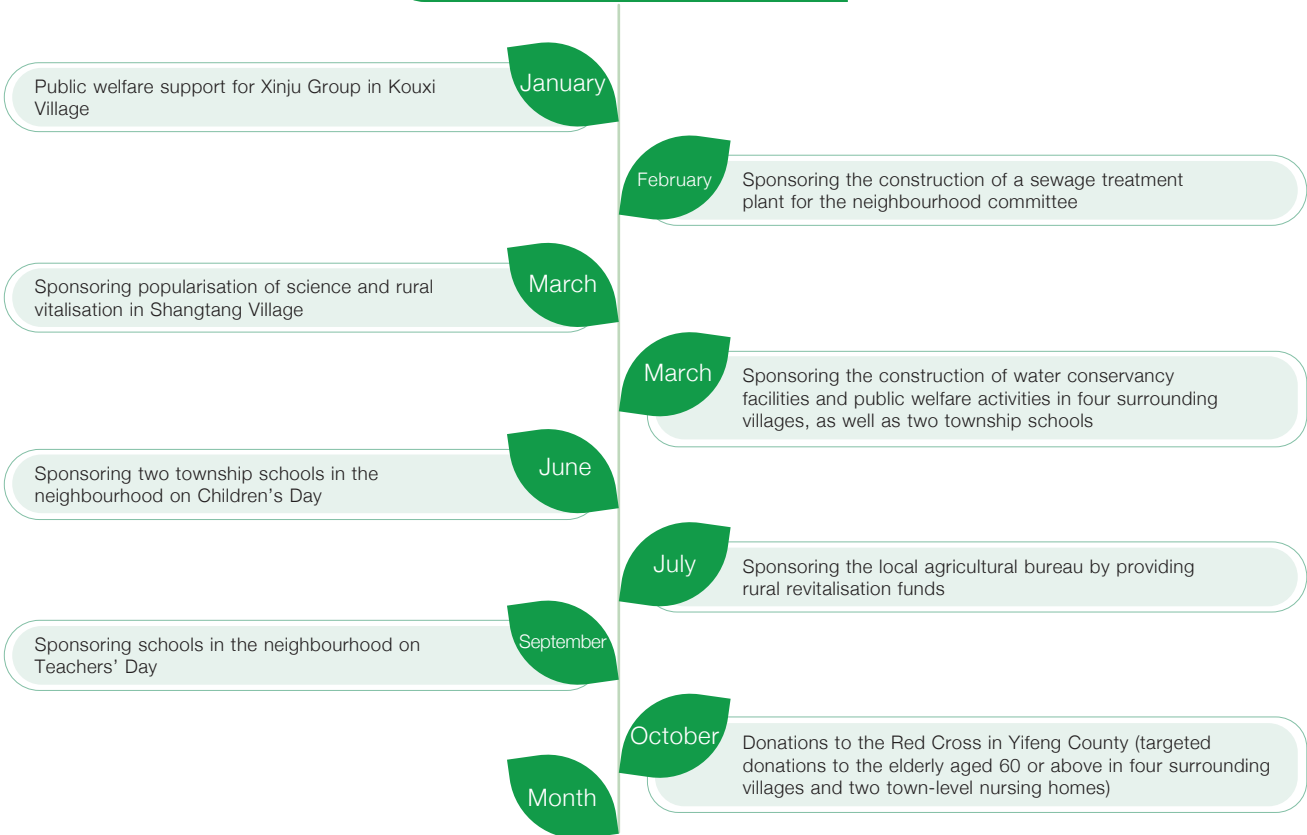 January
Public welfare support for Xinju Group in Kouxi
Village
February
Sponsoring the construction of a sewage treatment
plant for the neighbourhood committee
March
Sponsoring popularisation of science and rural
vitalisation in Shangtang Village
March
Sponsoring the construction of water conservancy
facilities and public welfare activities in four surrounding
villages, as well as two township schools
June
Sponsoring two township schools in the
neighbourhood on Children’s Day
July
Sponsoring the local agricultural bureau by providing
rural revitalisation funds
September
Sponsoring schools in the neighbourhood on
Teachers’ Day
October
Donations to the Red Cross in Yifeng County (targeted
donations to the elderly aged 60 or above in four surrounding
villages and two town-level nursing homes)
Month